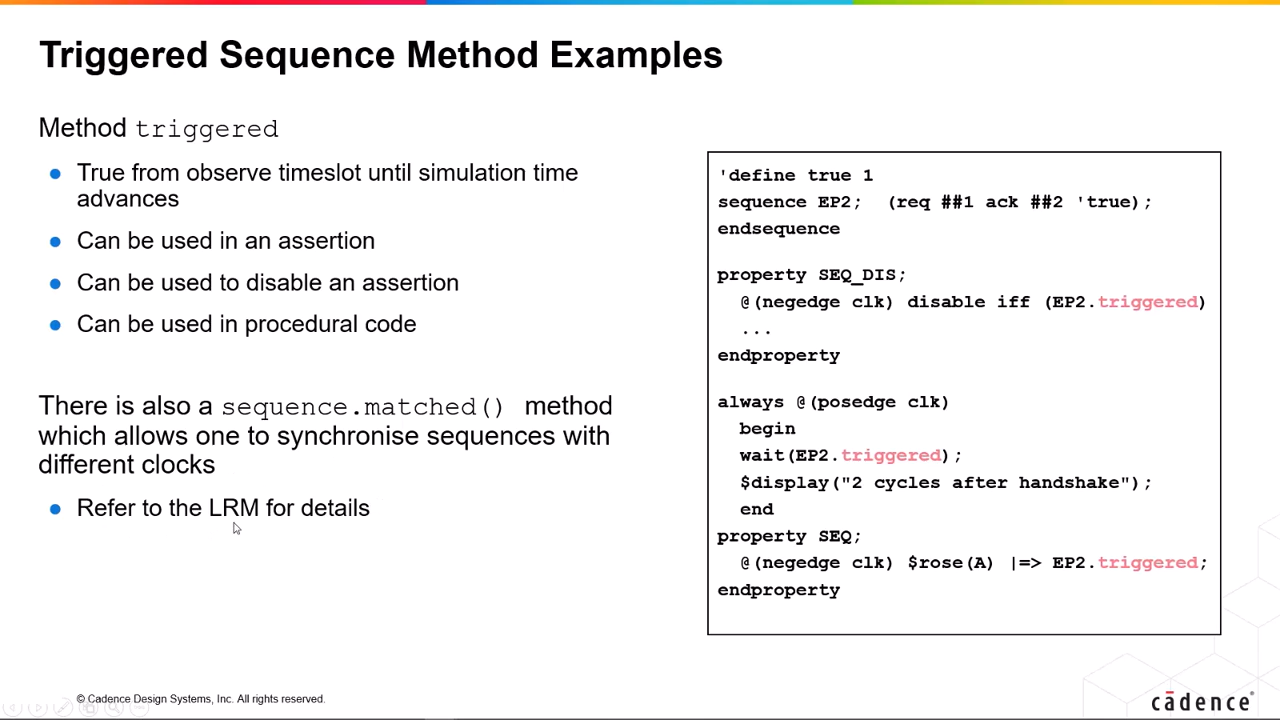 Triggered Sequence Method Examples
Method triggered
● True from observe timeslot until simulation time
advances
● Can be used in an assertion
● Can be used to disable an assertion
● Can be used in procedural code
There is also a sequence.matched() method
which allows one to synchronise sequences with
different clocks
● Refer to the LRM for details
'define true 1
sequence EP2;  (req ##1 ack ##2 'true);
endsequence
property SEQ_DIS;
  @(negedge clk) disable iff (EP2.triggered)
  ...
endproperty
always @(posedge clk)
  begin
  wait(EP2.triggered);
  $display("2 cycles after handshake");
  end
property SEQ;
  @(negedge clk) $rose(A) |=> EP2.triggered;
endproperty
© Cadence Design Systems, Inc. All rights reserved.
cādence®